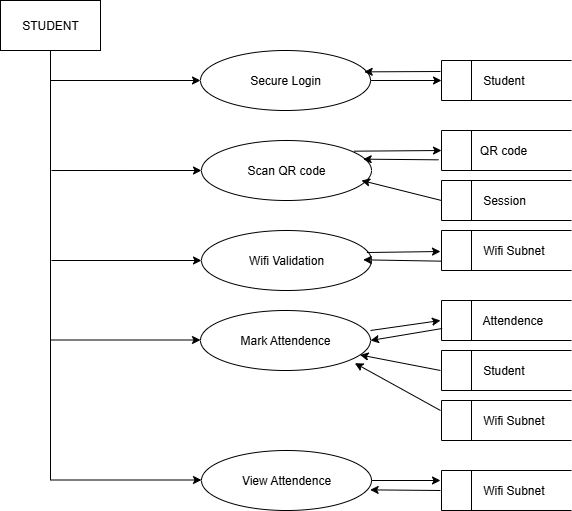 STUDENT
Secure Login
Student
Scan QR code
QR code
Session
Wifi Validation
Wifi Subnet
Mark Attendence
Attendence
Student
Wifi Subnet
View Attendence
Wifi Subnet